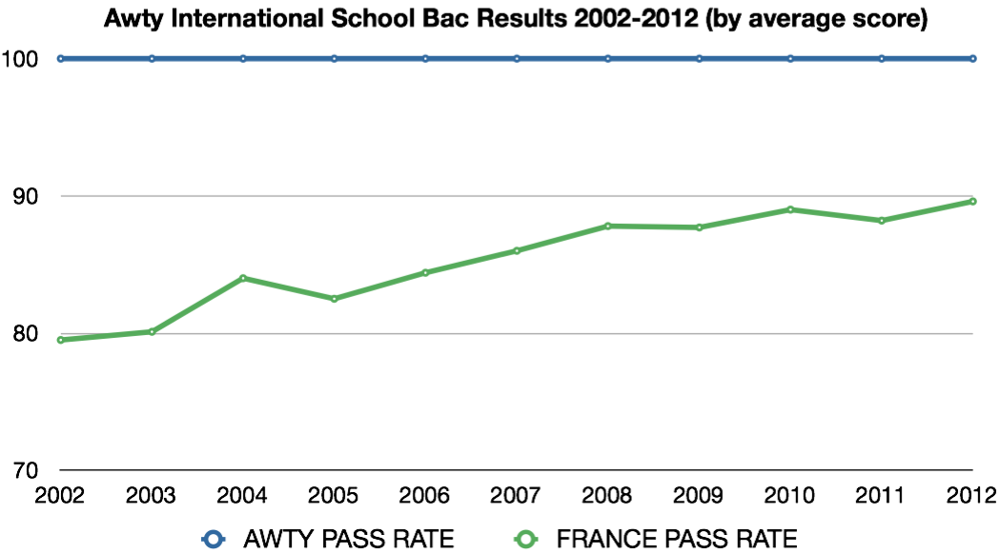 Awty International School Bac Results 2002-2012 (by average score)
100
90
80
70
2002 2003 2004 2005 2006 2007 2008 2009 2010 2011 2012
AWTY PASS RATE FRANCE PASS RATE